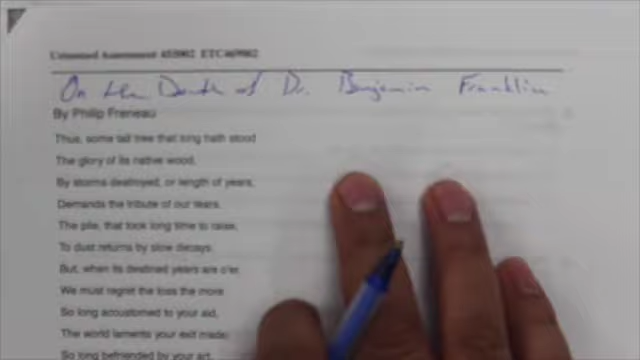 On the Death of Dr. Benjamin Franklin
By Philip Freneau
Thus, some tall tree that long hath stood
The glory of its native wood,
By storms destroyed, or length of years,
Demands the tribute of our tears.
The pile, that took long time to raise,
To dust returns by slow decays:
But, when its destined years are o'er,
We must regret the loss the more.
So long accustomed to your aid,
The world laments your exit made;
So long befriended by your art,